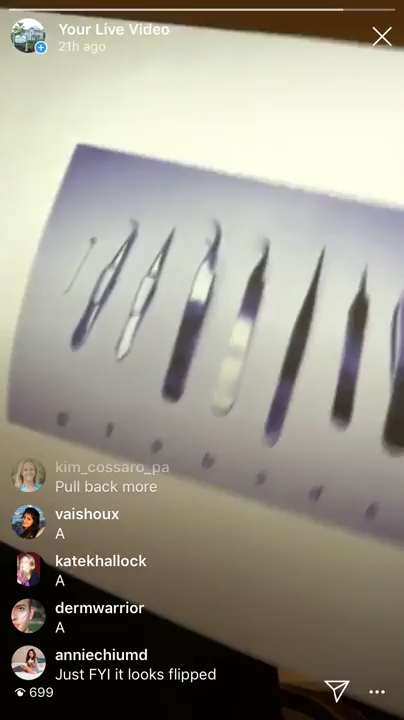 Your Live Video
21h ago
kim_cossaro_pa
Pull back more
vaishoux
A
katekhallock
A
dermwarrior
A
anniechiumd
Just FYI it looks flipped
699